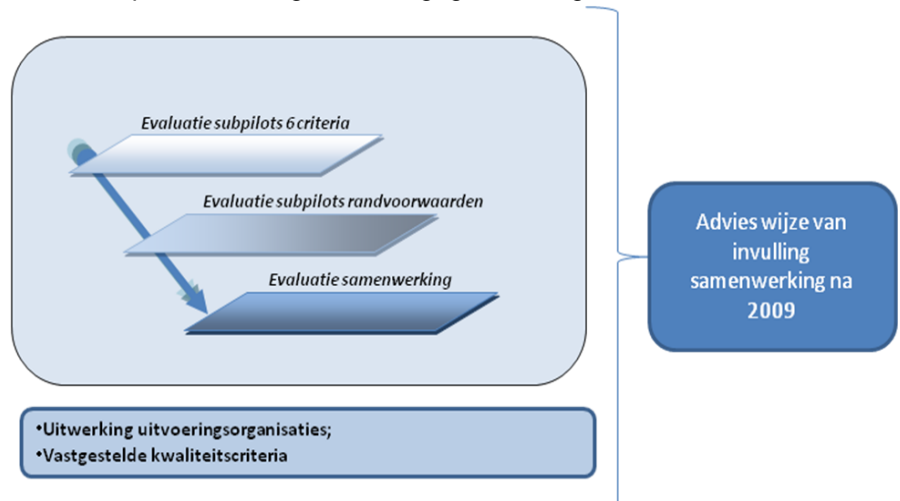 Evaluatie subpilots 6 criteria
Evaluatie subpilots randvoorwaarden
Evaluatie samenwerking
Advies wijze van
invulling
samenwerking na
2009
•Uitwerking uitvoeringsorganisaties;
•Vastgestelde kwaliteitscriteria